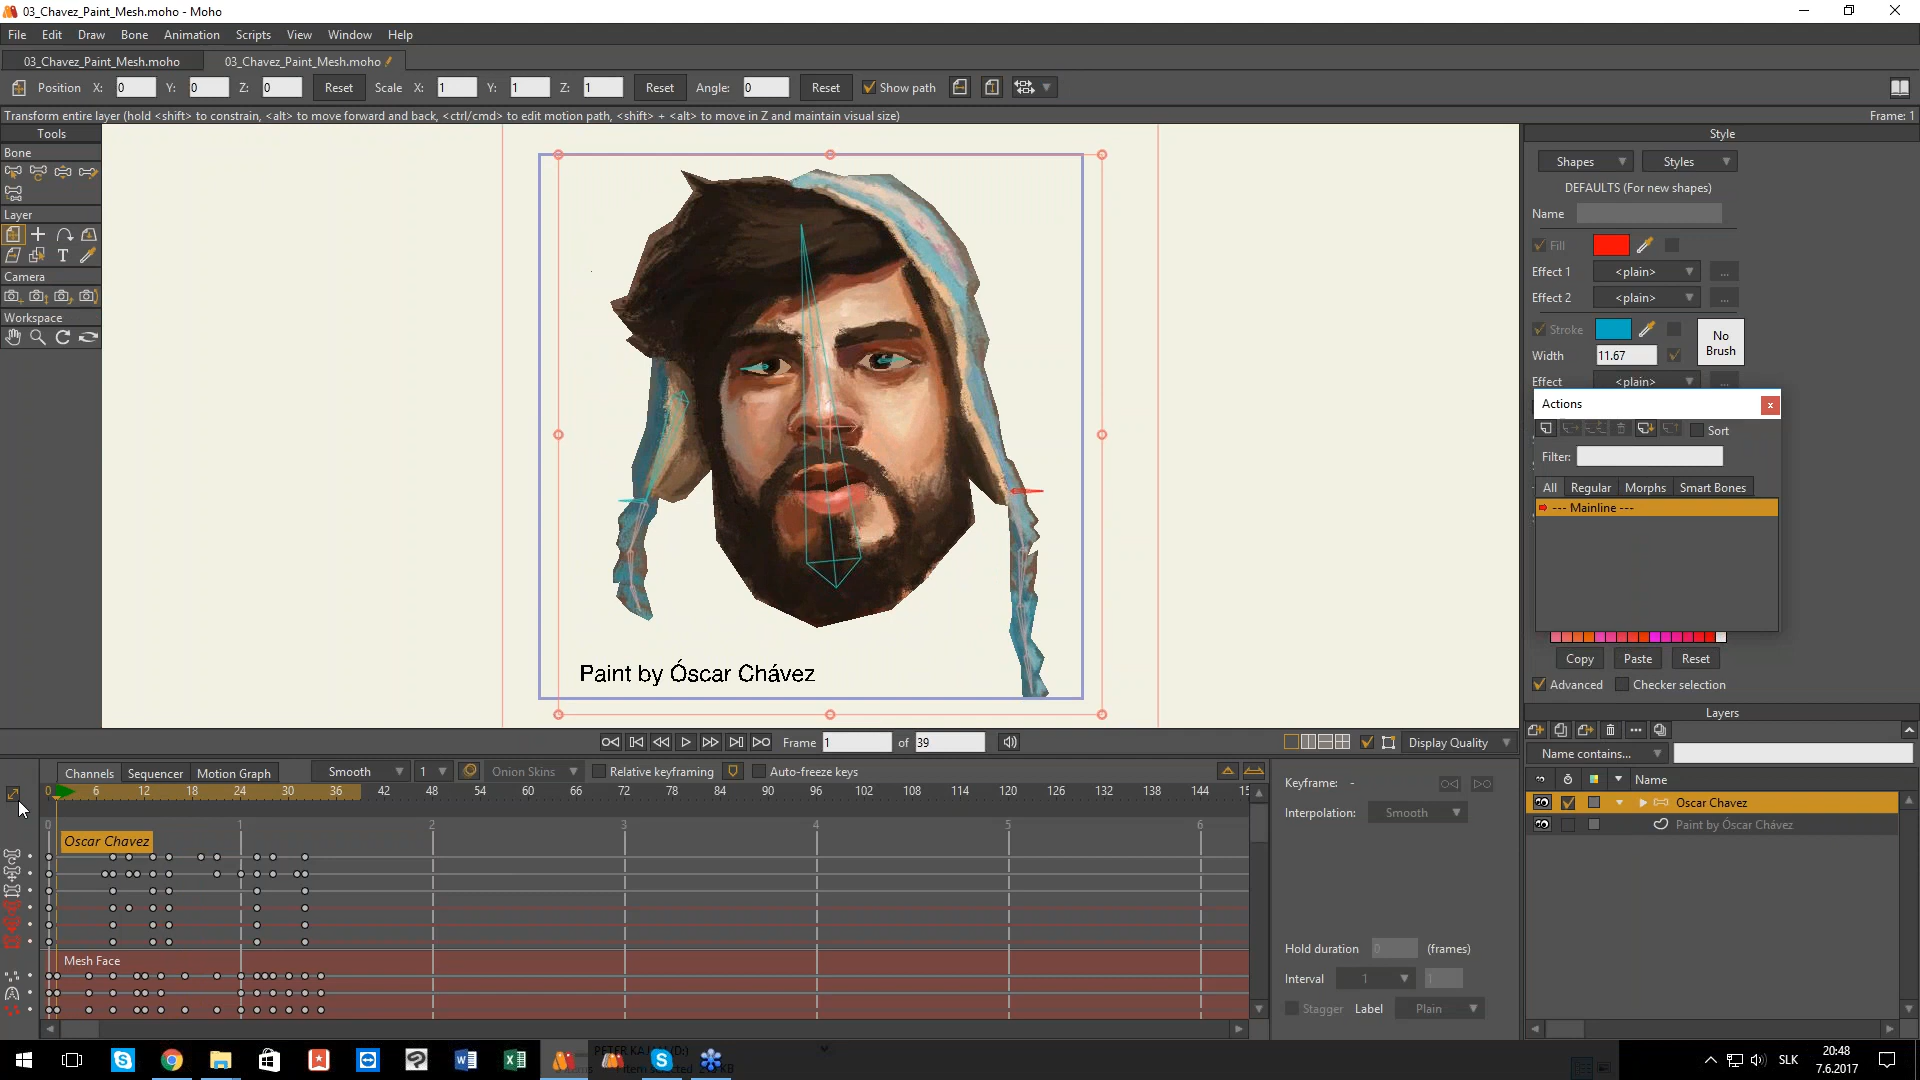 03_Chavez_Paint_Mesh.moho - Moho
File Edit Draw Bone Animation Scripts View Window Help
03_Chavez_Paint_Mesh.moho
03_Chavez_Paint_Mesh.moho
Position X: 0 Y: 0 Z: 0 Reset Scale X: 1 Y: 1 Z: 1 Reset Angle: 0 Reset Show path
Transform entire layer (hold <shift> to constrain, <alt> to move forward and back, <ctrl/cmd> to edit motion path, <shift> + <alt> to move in Z and maintain visual size)
Frame: 1
Tools
Bone
Layer
Camera
Workspace
Paint by Óscar Chávez
Style
Shapes Styles
DEFAULTS (For new shapes)
Name
Fill
Effect 1 <plain> ...
Effect 2 <plain> ...
Stroke
No Brush
Width 11.67
Effect <plain> ...
Actions x
Sort
Filter:
All Regular Morphs Smart Bones
--- Mainline ---
Copy Paste Reset
Advanced Checker selection
Frame 1 of 39
Display Quality
Channels Sequencer Motion Graph Smooth 1 Onion Skins Relative keyframing Auto-freeze keys
0 6 12 18 24 30 36 42 48 54 60 66 72 78 84 90 96 102 108 114 120 126 132 138 144
0 1 2 3 4 5 6
Oscar Chavez
Mesh Face
Keyframe: -
Interpolation: Smooth
Hold duration 0 (frames)
Interval 1 1
Stagger Label Plain
Layers
Name contains...
Name
Oscar Chavez
Paint by Óscar Chávez
SLK
20:48
7.6.2017